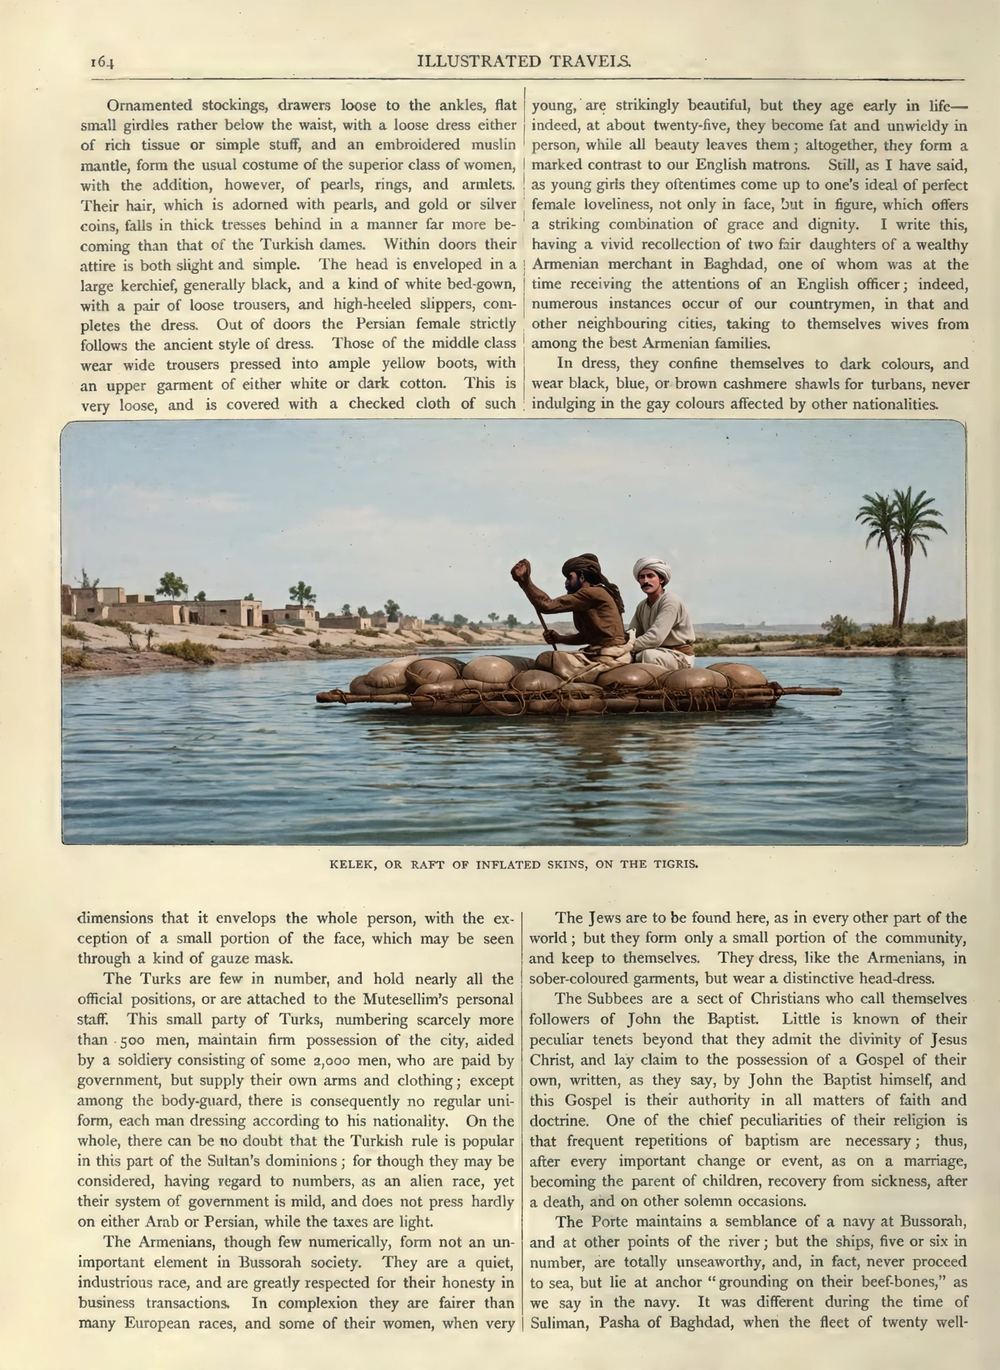 164
ILLUSTRATED TRAVELS.
Ornamented stockings, drawers loose to the ankles, flat
small girdles rather below the waist, with a loose dress either
of rich tissue or simple stuff, and an embroidered muslin
mantle, form the usual costume of the superior class of women,
with the addition, however, of pearls, rings, and armlets.
Their hair, which is adorned with pearls, and gold or silver
coins, falls in thick tresses behind in a manner far more be-
coming than that of the Turkish dames. Within doors their
attire is both slight and simple. The head is enveloped in a
large kerchief, generally black, and a kind of white bed-gown,
with a pair of loose trousers, and high-heeled slippers, com-
pletes the dress. Out of doors the Persian female strictly
follows the ancient style of dress. Those of the middle class
wear wide trousers pressed into ample yellow boots, with
an upper garment of either white or dark cotton. This is
very loose, and is covered with a checked cloth of such
young, are strikingly beautiful, but they age early in life—
indeed, at about twenty-five, they become fat and unwieldy in
person, while all beauty leaves them; altogether, they form a
marked contrast to our English matrons. Still, as I have said,
as young girls they oftentimes come up to one's ideal of perfect
female loveliness, not only in face, but in figure, which offers
a striking combination of grace and dignity. I write this,
having a vivid recollection of two fair daughters of a wealthy
Armenian merchant in Baghdad, one of whom was at the
time receiving the attentions of an English officer; indeed,
numerous instances occur of our countrymen, in that and
other neighbouring cities, taking to themselves wives from
among the best Armenian families.
In dress, they confine themselves to dark colours, and
wear black, blue, or brown cashmere shawls for turbans, never
indulging in the gay colours affected by other nationalities.
KELEK, OR RAFT OF INFLATED SKINS, ON THE TIGRIS.
dimensions that it envelops the whole person, with the ex-
ception of a small portion of the face, which may be seen
through a kind of gauze mask.
The Turks are few in number, and hold nearly all the
official positions, or are attached to the Mutesellim's personal
staff. This small party of Turks, numbering scarcely more
than 500 men, maintain firm possession of the city, aided
by a soldiery consisting of some 2,000 men, who are paid by
government, but supply their own arms and clothing; except
among the body-guard, there is consequently no regular uni-
form, each man dressing according to his nationality. On the
whole, there can be no doubt that the Turkish rule is popular
in this part of the Sultan's dominions; for though they may be
considered, having regard to numbers, as an alien race, yet
their system of government is mild, and does not press hardly
on either Arab or Persian, while the taxes are light.
The Armenians, though few numerically, form not an un-
important element in Bussorah society. They are a quiet,
industrious race, and are greatly respected for their honesty in
business transactions. In complexion they are fairer than
many European races, and some of their women, when very
The Jews are to be found here, as in every other part of the
world; but they form only a small portion of the community,
and keep to themselves. They dress, like the Armenians, in
sober-coloured garments, but wear a distinctive head-dress.
The Subbees are a sect of Christians who call themselves
followers of John the Baptist. Little is known of their
peculiar tenets beyond that they admit the divinity of Jesus
Christ, and lay claim to the possession of a Gospel of their
own, written, as they say, by John the Baptist himself, and
this Gospel is their authority in all matters of faith and
doctrine. One of the chief peculiarities of their religion is
that frequent repetitions of baptism are necessary; thus,
after every important change or event, as on a marriage,
becoming the parent of children, recovery from sickness, after
a death, and on other solemn occasions.
The Porte maintains a semblance of a navy at Bussorah,
and at other points of the river; but the ships, five or six in
number, are totally unseaworthy, and, in fact, never proceed
to sea, but lie at anchor "grounding on their beef-bones," as
we say in the navy. It was different during the time of
Suliman, Pasha of Baghdad, when the fleet of twenty well-